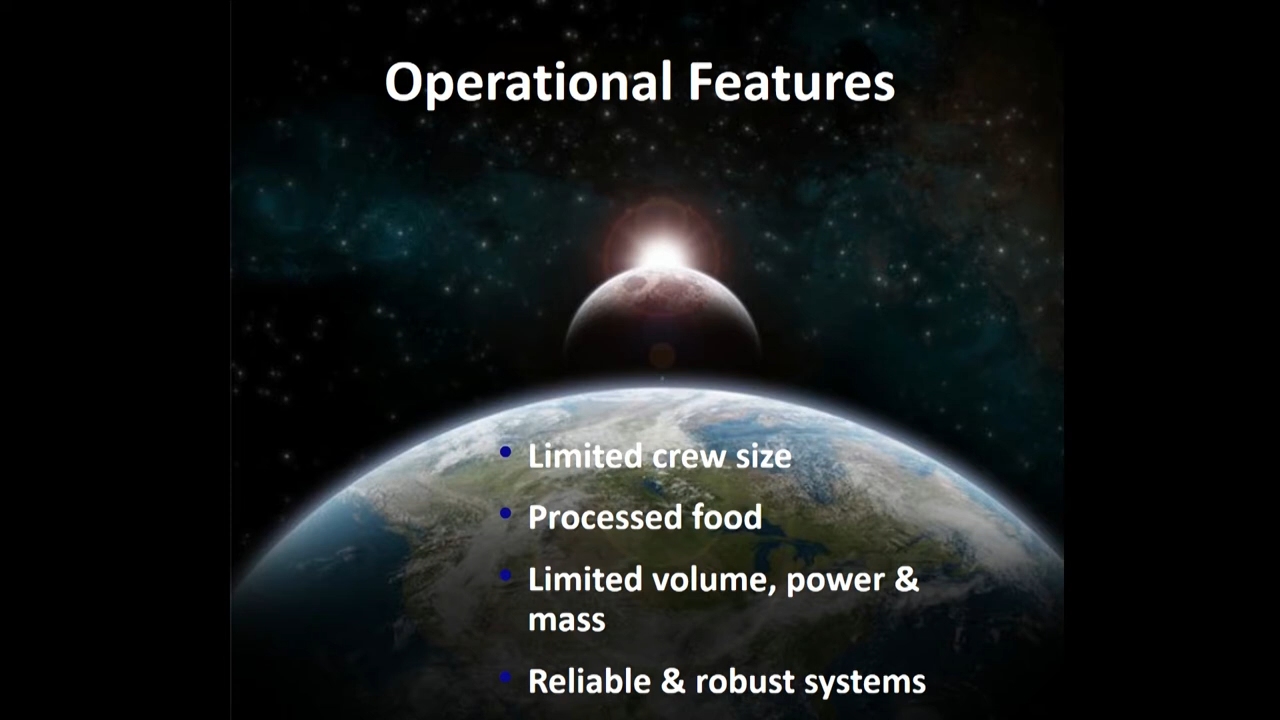 Operational Features
• Limited crew size
• Processed food
• Limited volume, power &
mass
• Reliable & robust systems